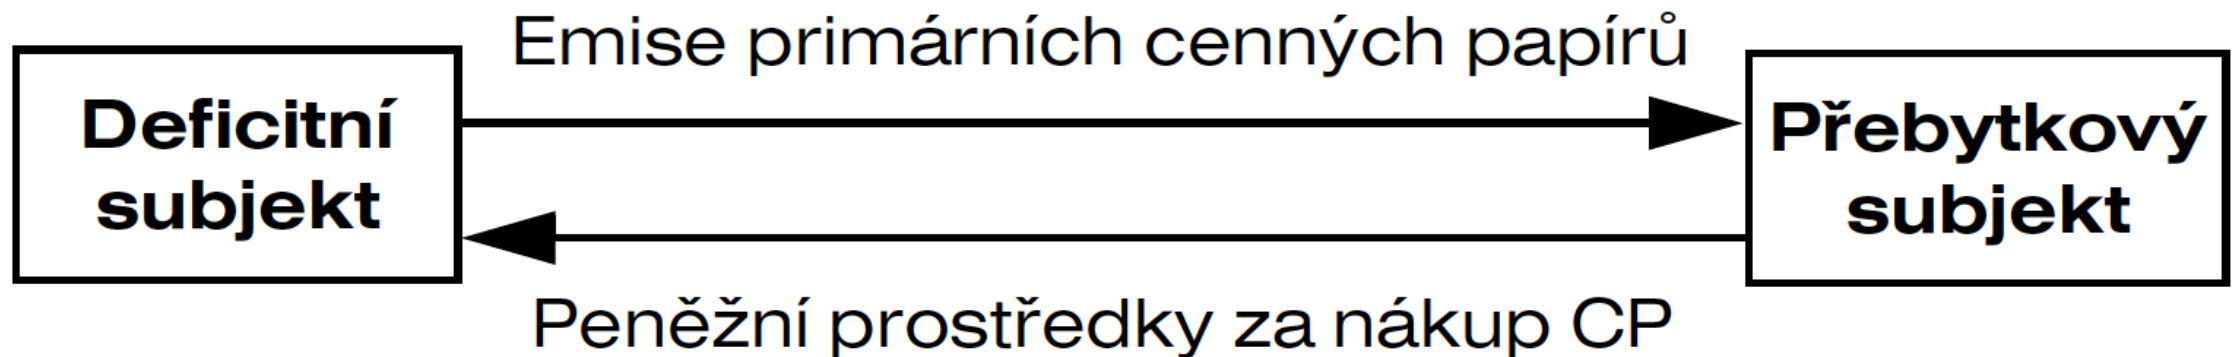 Emise primárních cenných papírů
Deficitní
subjekt
Přebytkový
subjekt
Peněžní prostředky za nákup CP